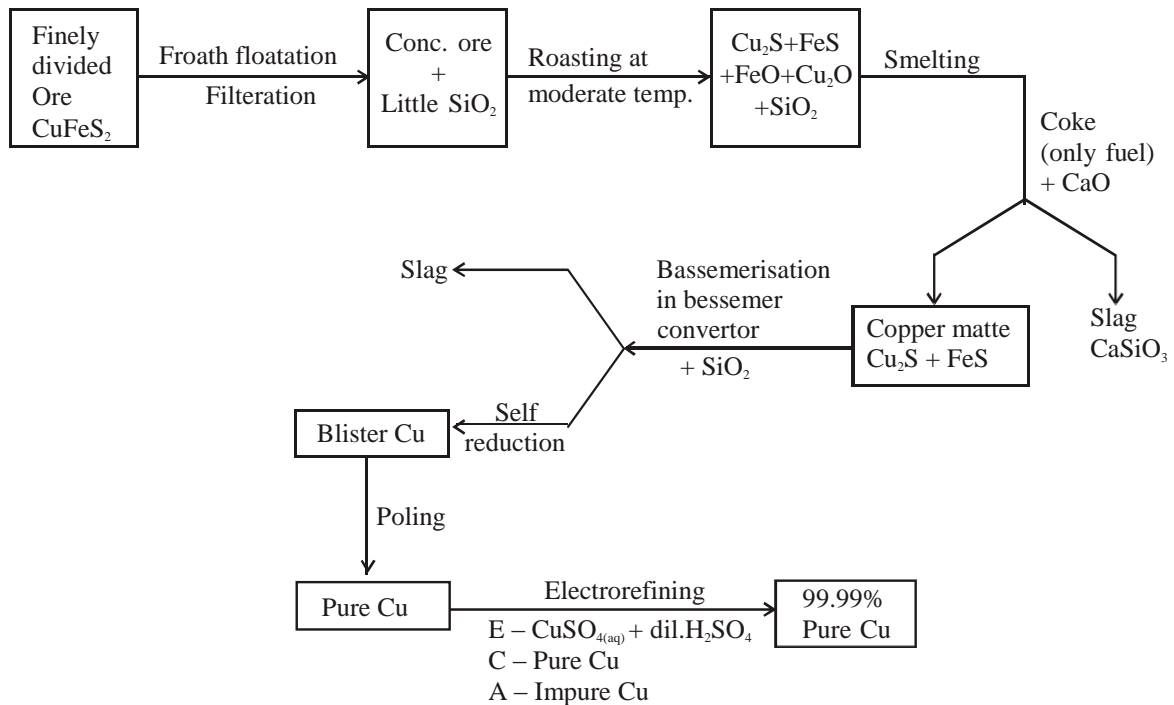 Finely
divided
Ore
CuFeS₂
Froath floatation
Filteration
Conc. ore
+
Little SiO₂
Roasting at
moderate temp.
Cu₂S+FeS
+FeO+Cu₂O
+SiO₂
Smelting
Coke
(only fuel)
+ CaO
Slag
CaSiO₃
Copper matte
Cu₂S + FeS
Bassemerisation
in bessemer
convertor
+ SiO₂
Slag
Self
reduction
Blister Cu
Poling
Pure Cu
Electrorefining
E – CuSO₄(aq) + dil.H₂SO₄
C – Pure Cu
A – Impure Cu
99.99%
Pure Cu